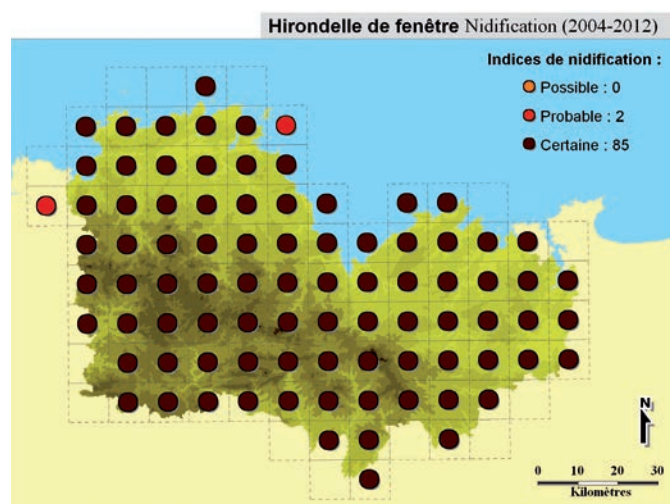 Hirondelle de fenêtre Nidification (2004-2012)
Indices de nidification :
Possible : 0
Probable : 2
Certaine : 85
N
0 10 20 30
Kilomètres